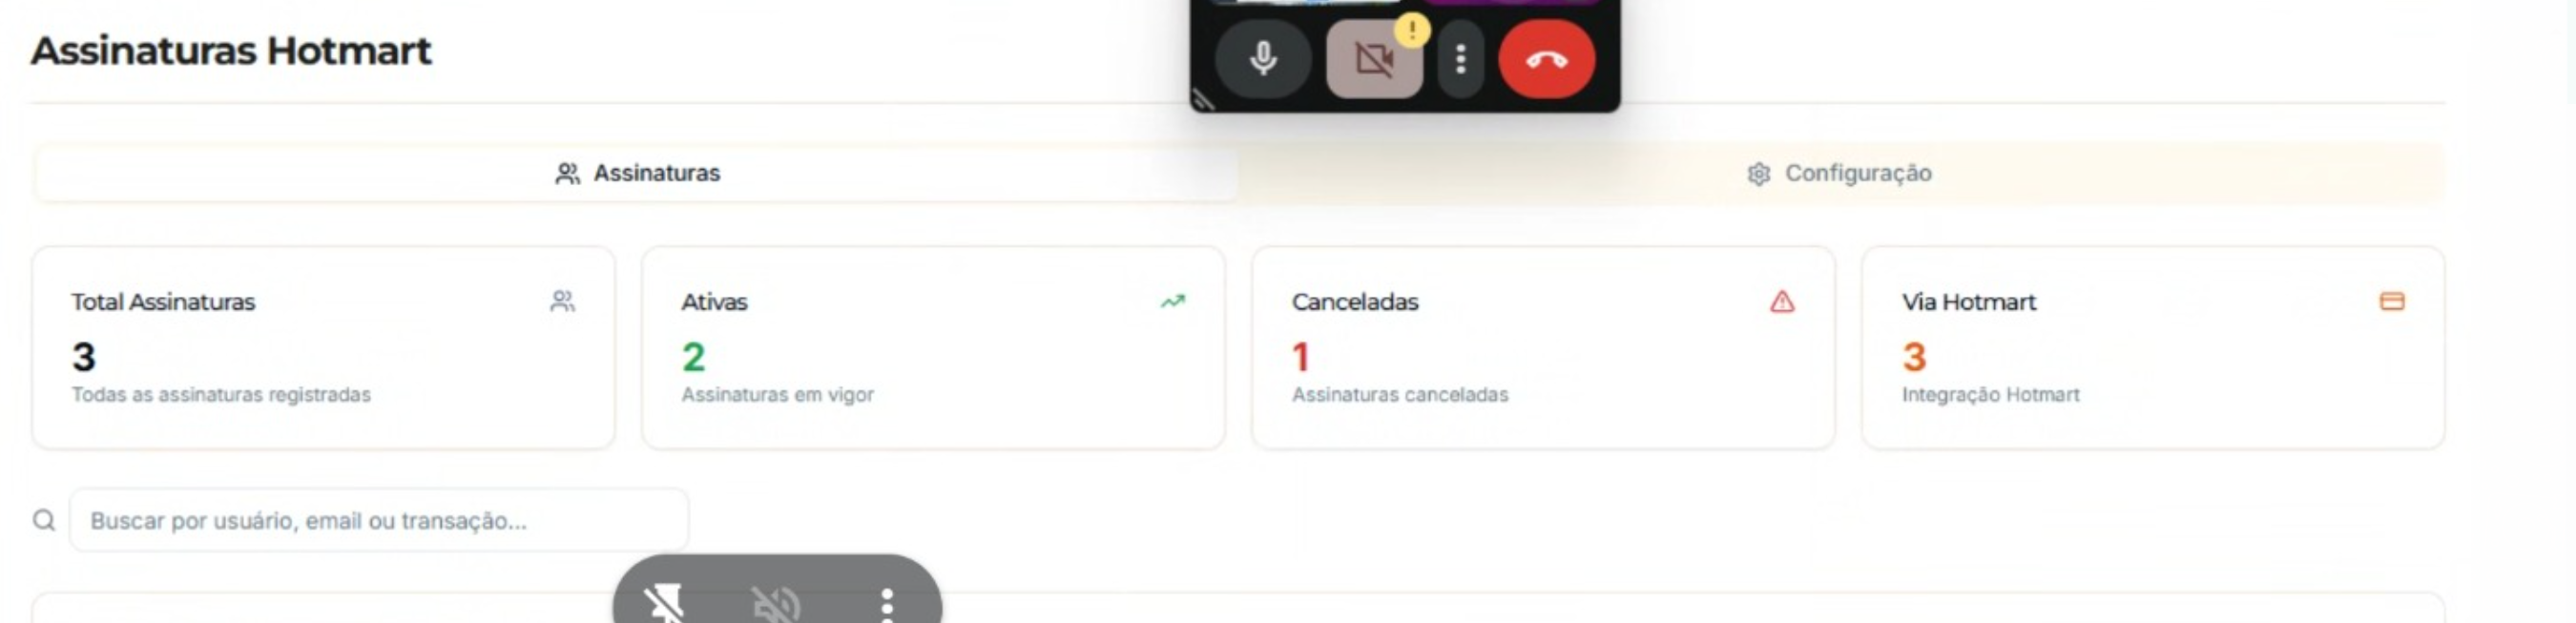 Assinaturas Hotmart
!
Assinaturas
Configuração
Total Assinaturas
3
Todas as assinaturas registradas
Ativas
2
Assinaturas em vigor
Canceladas
1
Assinaturas canceladas
Via Hotmart
3
Integração Hotmart
Buscar por usuário, email ou transação...